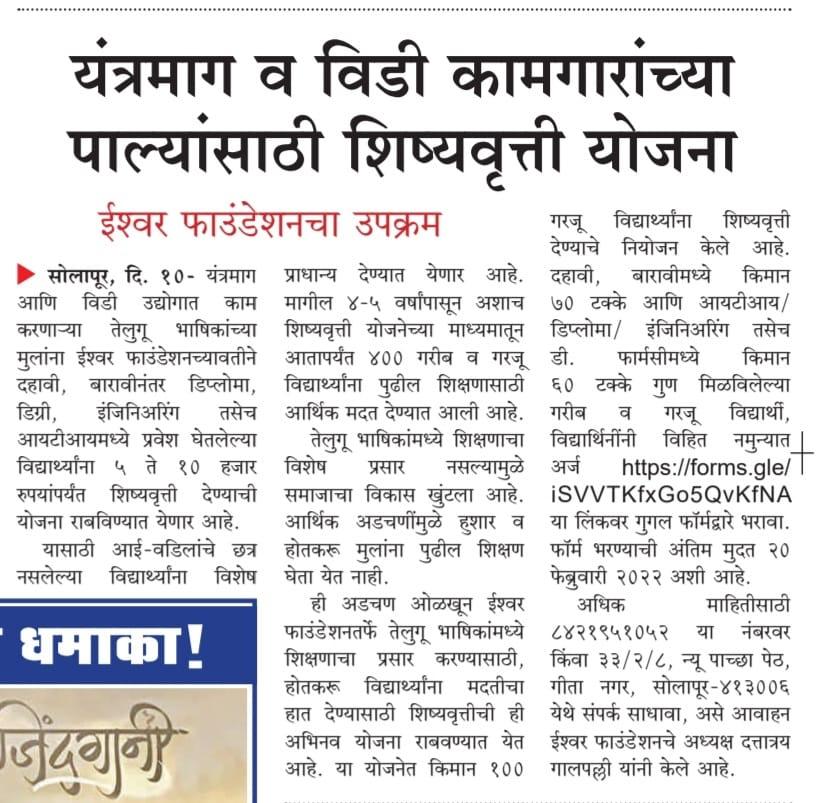 यंत्रमाग व विडी कामगारांच्या
पाल्यांसाठी शिष्यवृत्ती योजना
ईश्वर फाउंडेशनचा उपक्रम
सोलापूर, दि. १०- यंत्रमाग
आणि विडी उद्योगात काम
करणाऱ्या तेलुगू भाषिकांच्या
मुलांना ईश्वर फाउंडेशनच्यावतीने
दहावी, बारावीनंतर डिप्लोमा,
डिग्री, इंजिनिअरिंग तसेच
आयटीआयमध्ये प्रवेश घेतलेल्या
विद्यार्थ्यांना ५ ते १० हजार
रुपयांपर्यंत शिष्यवृत्ती देण्याची
योजना राबविण्यात येणार आहे.
यासाठी आई-वडिलांचे छत्र
नसलेल्या विद्यार्थ्यांना विशेष
प्राधान्य देण्यात येणार आहे.
मागील ४-५ वर्षांपासून अशाच
शिष्यवृत्ती योजनेच्या माध्यमातून
आतापर्यंत ४०० गरीब व गरजू
विद्यार्थ्यांना पुढील शिक्षणासाठी
आर्थिक मदत देण्यात आली आहे.
तेलुगू भाषिकांमध्ये शिक्षणाचा
विशेष प्रसार नसल्यामुळे
समाजाचा विकास खुंटला आहे.
आर्थिक अडचणींमुळे हुशार व
होतकरू मुलांना पुढील शिक्षण
घेता येत नाही.
ही अडचण ओळखून ईश्वर
फाउंडेशनतर्फे तेलुगू भाषिकांमध्ये
शिक्षणाचा प्रसार करण्यासाठी,
होतकरू विद्यार्थ्यांना मदतीचा
हात देण्यासाठी शिष्यवृत्तीची ही
अभिनव योजना राबवण्यात येत
आहे. या योजनेत किमान १००
गरजू विद्यार्थ्यांना शिष्यवृत्ती
देण्याचे नियोजन केले आहे.
दहावी, बारावीमध्ये किमान
७० टक्के आणि आयटीआय/
डिप्लोमा/ इंजिनिअरिंग तसेच
डी. फार्मसीमध्ये किमान
६० टक्के गुण मिळविलेल्या
गरीब व गरजू विद्यार्थी,
विद्यार्थिनींनी विहित नमुन्यात
अर्ज https://forms.gle/
iSVVTKfxGo5QvKfNA
या लिंकवर गुगल फॉर्मद्वारे भरावा.
फॉर्म भरण्याची अंतिम मुदत २०
फेब्रुवारी २०२२ अशी आहे.
अधिक माहितीसाठी
८४२१९५१०५२ या नंबरवर
किंवा ३३/२/८, न्यू पाच्छा पेठ,
गीता नगर, सोलापूर-४१३००६
येथे संपर्क साधावा, असे आवाहन
ईश्वर फाउंडेशनचे अध्यक्ष दत्तात्रय
गालपल्ली यांनी केले आहे.
धमाका!
जिंदगानी